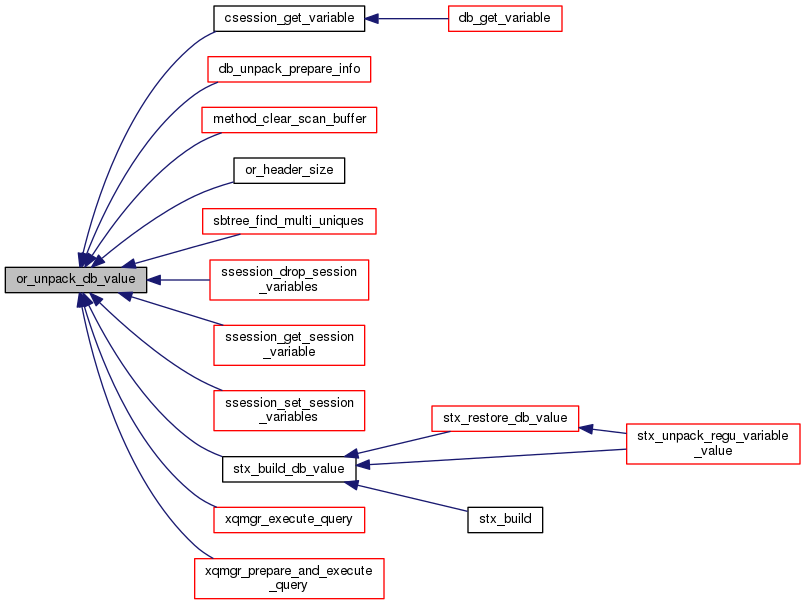 csession_get_variable
db_get_variable
db_unpack_prepare_info
method_clear_scan_buffer
or_header_size
sbtree_find_multi_uniques
or_unpack_db_value
ssession_drop_session
_variables
ssession_get_session
_variable
ssession_set_session
_variables
stx_restore_db_value
stx_unpack_regu_variable
_value
stx_build_db_value
xqmgr_execute_query
stx_build
xqmgr_prepare_and_execute
_query